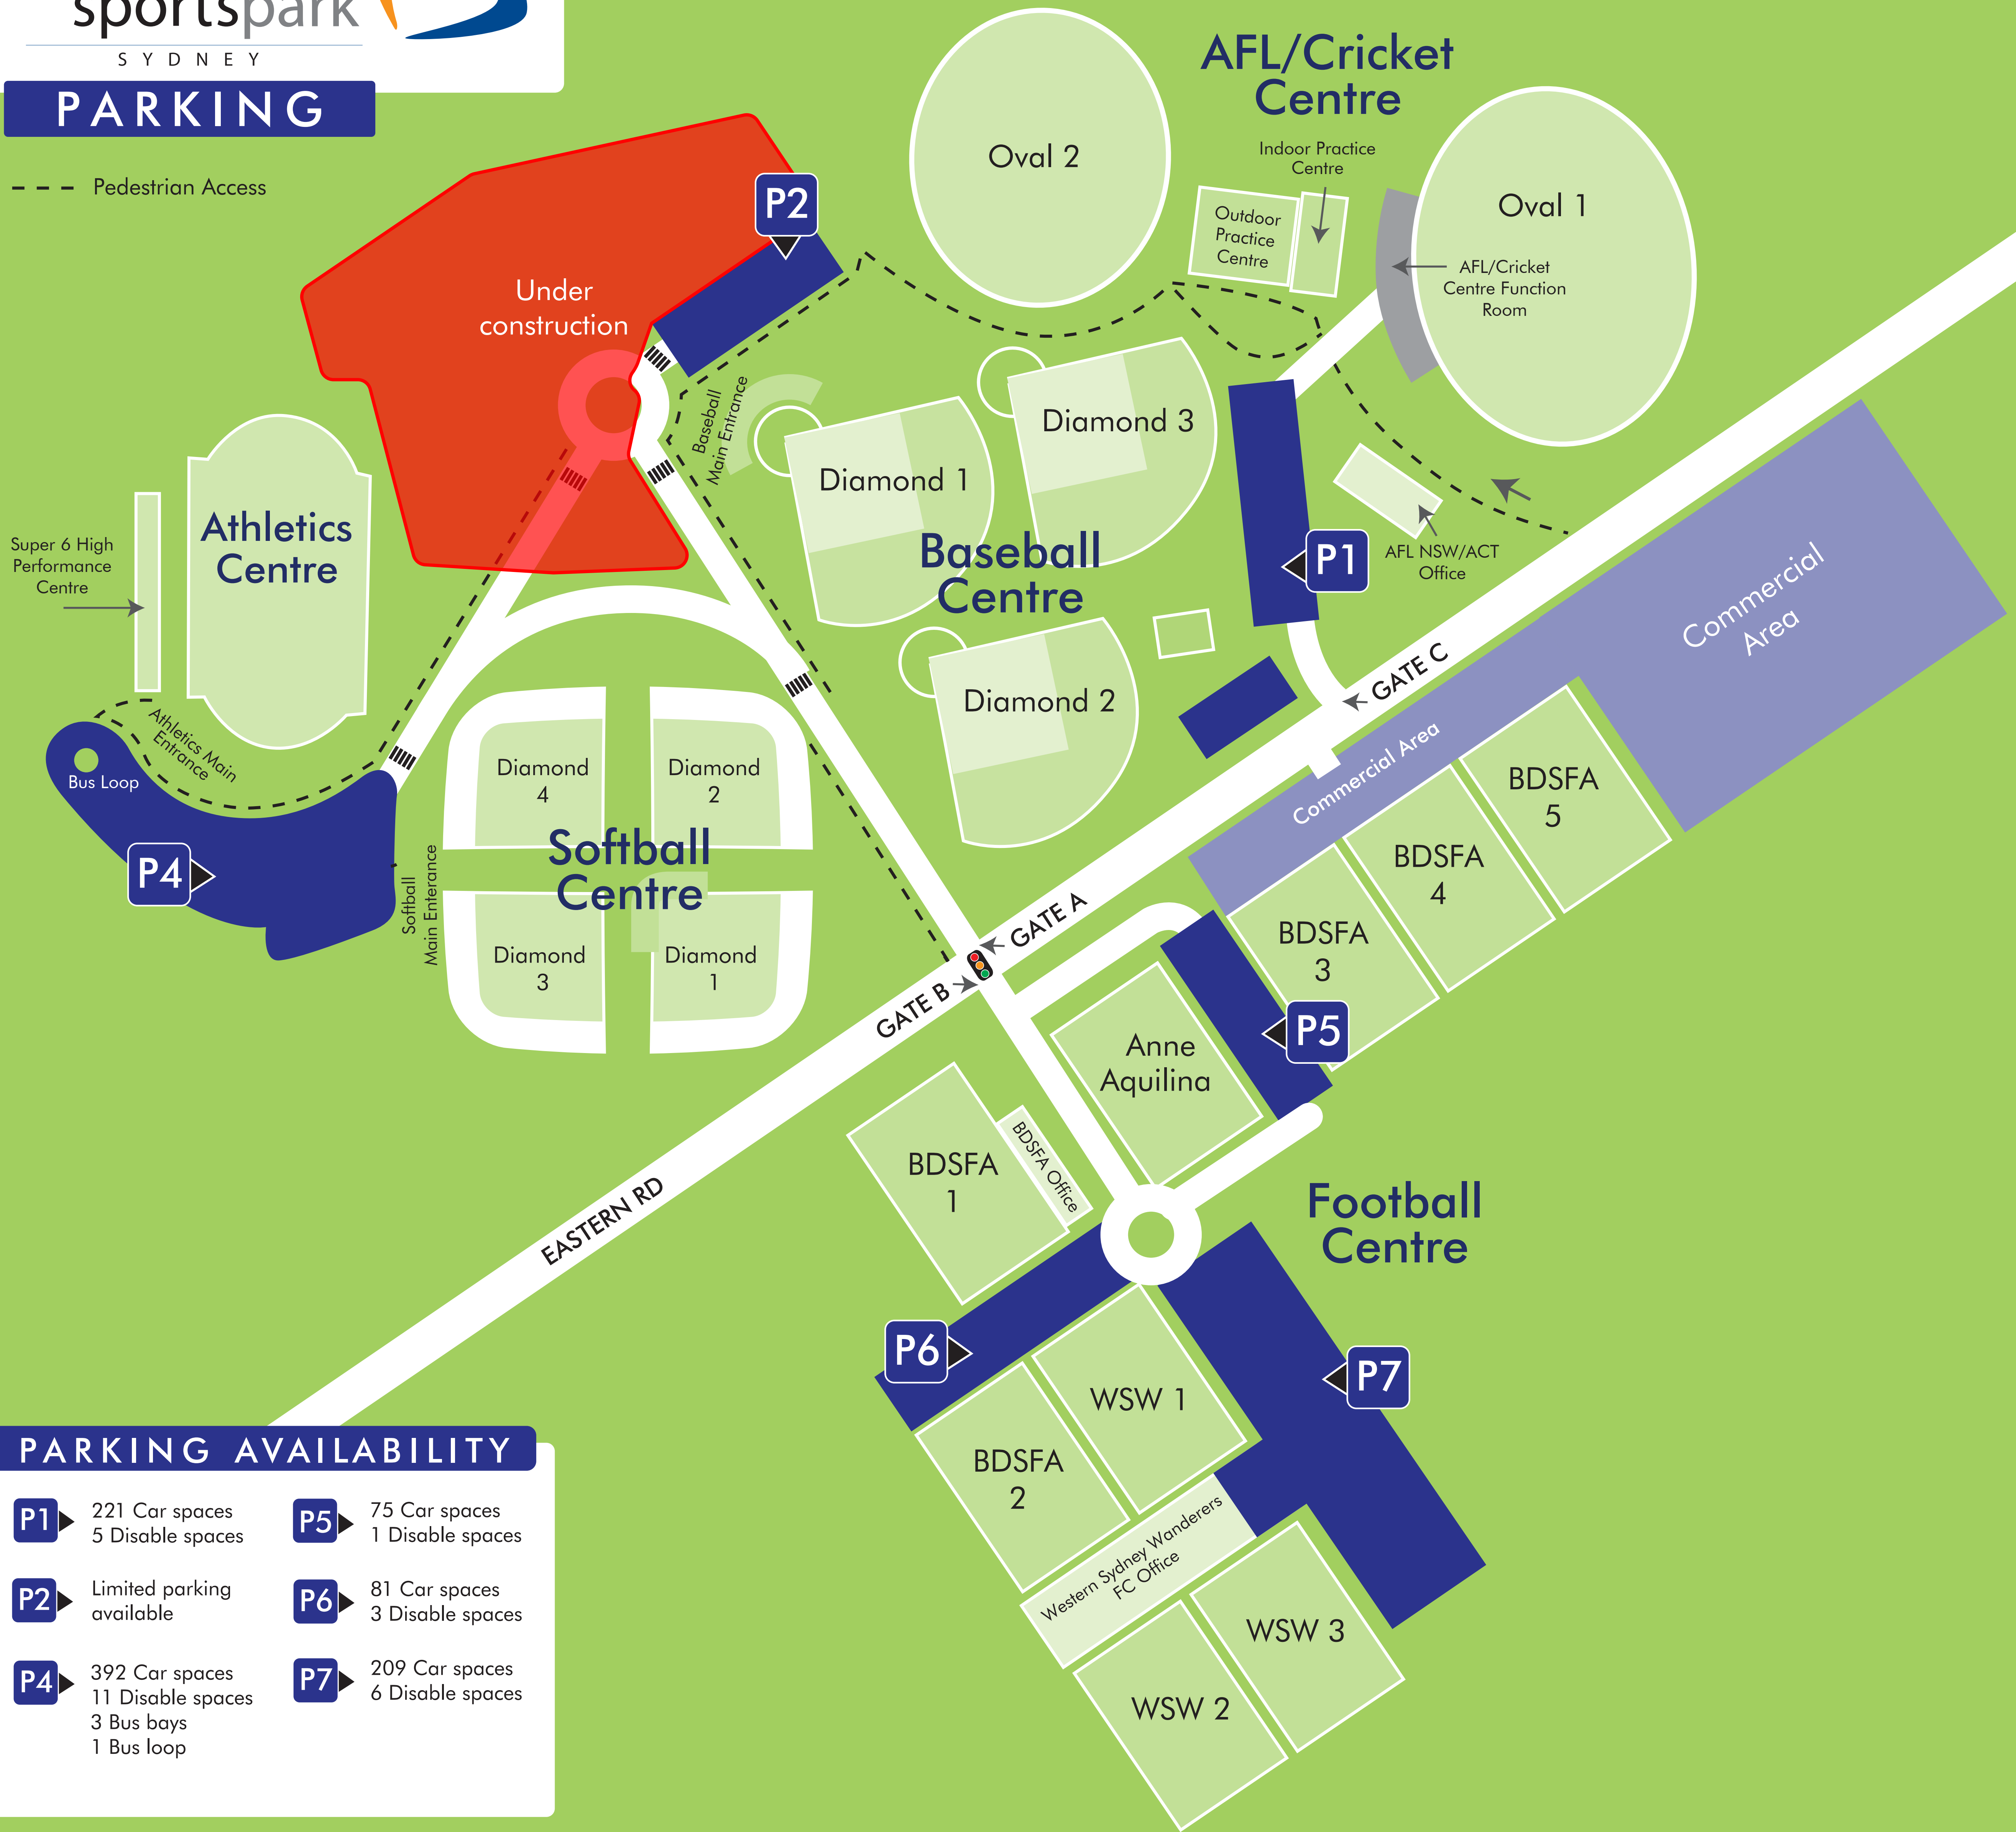 sportspark
SYDNEY
PARKING
Pedestrian Access
AFL/Cricket
Centre
Oval 2
Indoor Practice
Centre
Outdoor
Practice
Centre
Oval 1
AFL/Cricket
Centre Function
Room
P2
Under
construction
Baseball
Main Entrance
Diamond 3
Diamond 1
Baseball
Centre
Diamond 2
P1
AFL NSW/ACT
Office
Commercial
Area
GATE C
Commercial Area
Athletics
Centre
Super 6 High
Performance
Centre
Athletics Main
Entrance
Bus Loop
P4
Softball
Main Enterance
Diamond
4
Diamond
2
Softball
Centre
Diamond
3
Diamond
1
BDSFA
5
BDSFA
4
BDSFA
3
GATE A
GATE B
P5
Anne
Aquilina
BDSFA
1
BDSFA Office
EASTERN RD
Football
Centre
P6
P7
WSW 1
BDSFA
2
Western Sydney Wanderers
FC Office
WSW 3
WSW 2
PARKING AVAILABILITY
P1
221 Car spaces
5 Disable spaces
P2
Limited parking
available
P4
392 Car spaces
11 Disable spaces
3 Bus bays
1 Bus loop
P5
75 Car spaces
1 Disable spaces
P6
81 Car spaces
3 Disable spaces
P7
209 Car spaces
6 Disable spaces